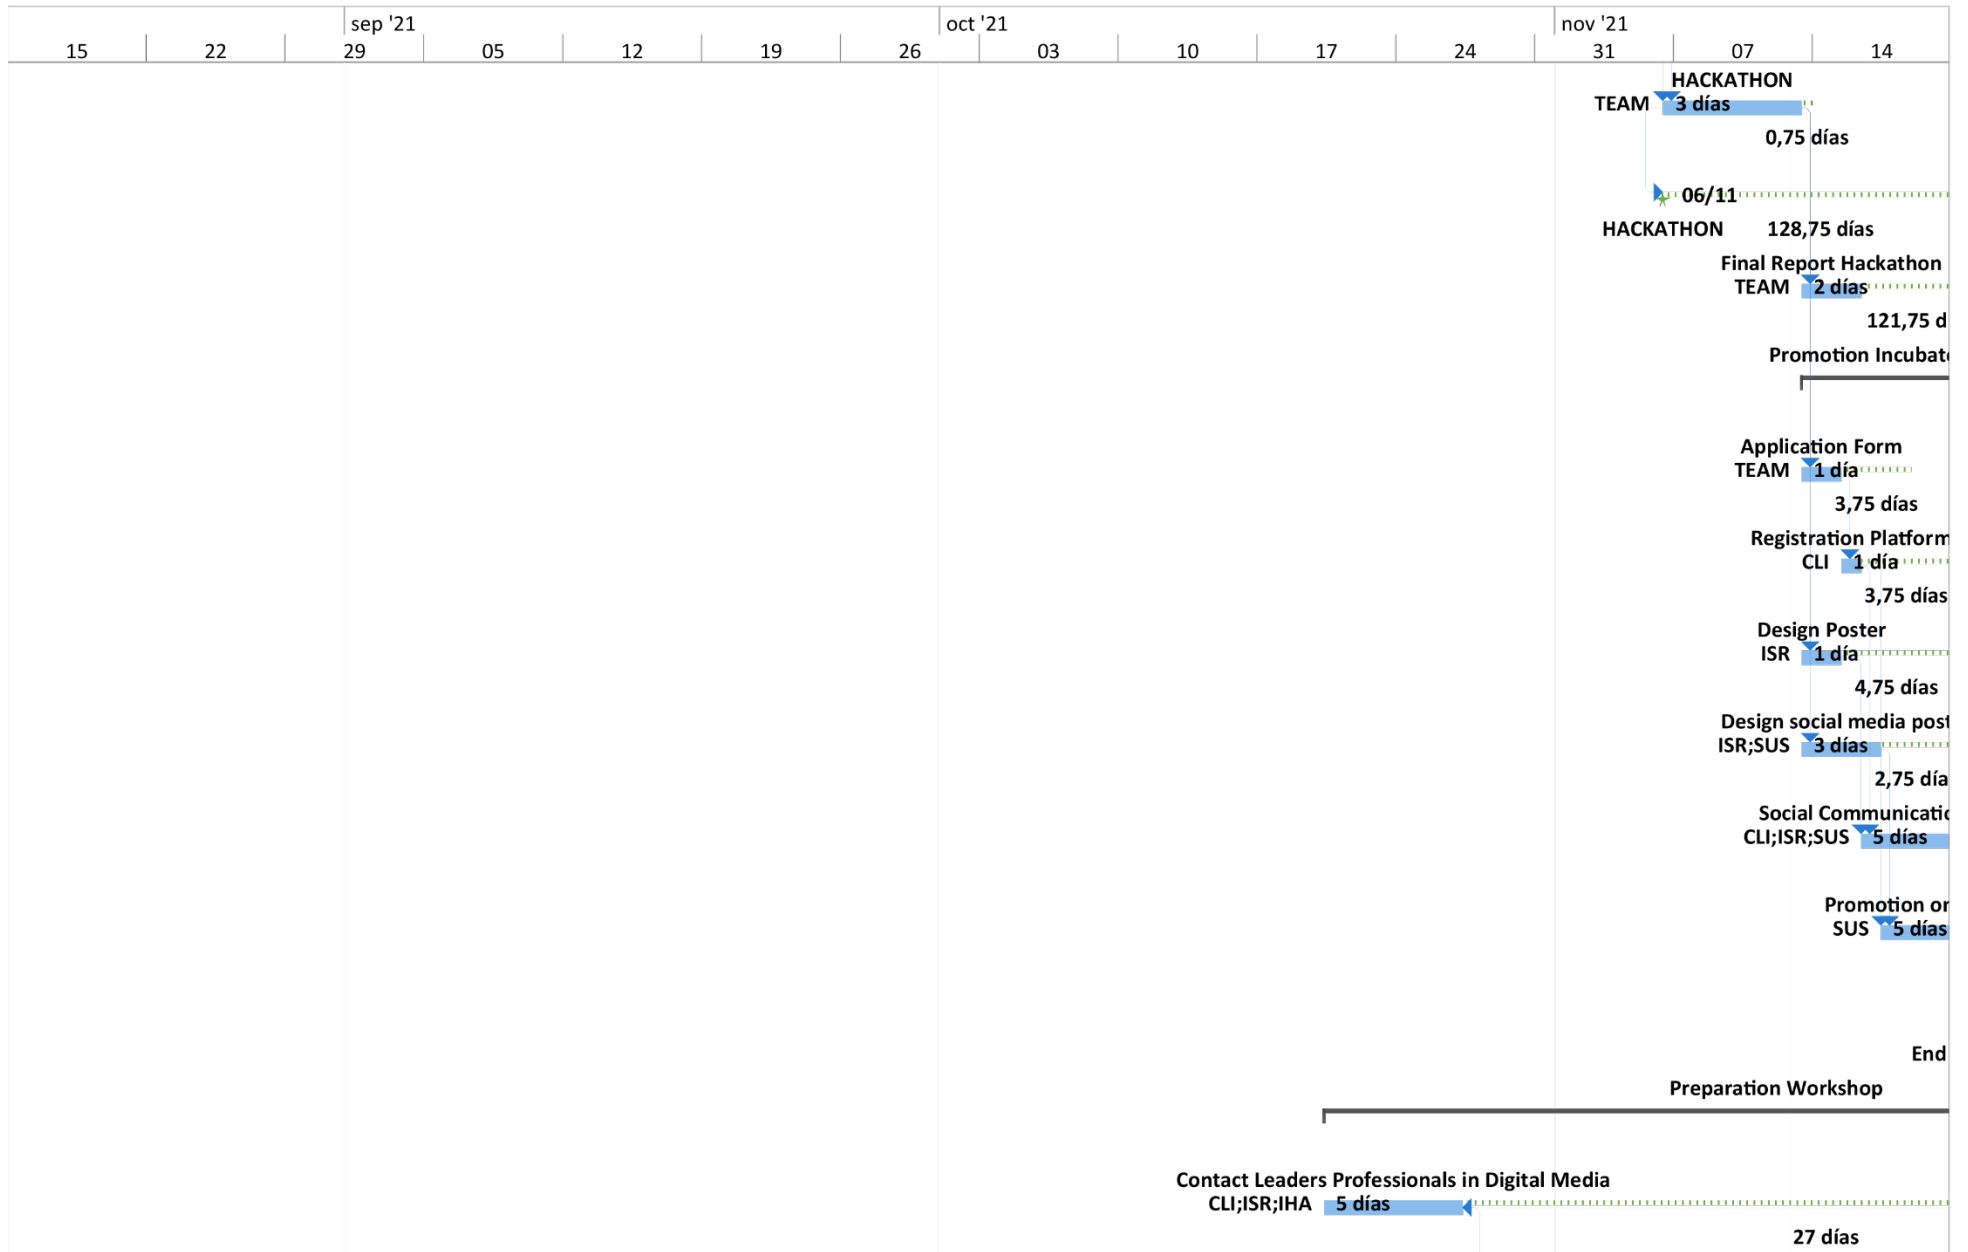 sep '21 oct '21 nov '21
15 22 29 05 12 19 26 03 10 17 24 31 07 14
HACKATHON
TEAM 3 días
0,75 días
06/11
HACKATHON 128,75 días
Final Report Hackathon
TEAM 2 días
121,75 d
Promotion Incubate
TEAM 1 día
Application Form
3,75 días
Registration Platform
CLI 1 día
3,75 días
Design Poster
ISR 1 día
4,75 días
Design social media post
ISR;SUS 3 días
2,75 día
Social Communicatio
CLI;ISR;SUS 5 días
Promotion or
SUS 5 días
End
Preparation Workshop
Contact Leaders Professionals in Digital Media
CLI;ISR;IHA 5 días
27 días